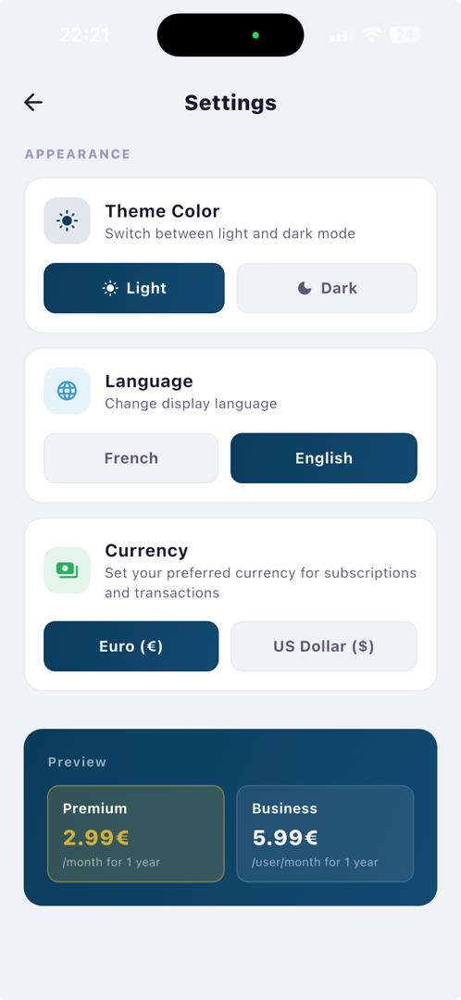 22:21
24
Settings
APPEARANCE
Theme Color
Switch between light and dark mode
Light
Dark
Language
Change display language
French
English
Currency
Set your preferred currency for subscriptions
and transactions
Euro (€)
US Dollar ($)
Preview
Premium
2.99€
/month for 1 year
Business
5.99€
/user/month for 1 year